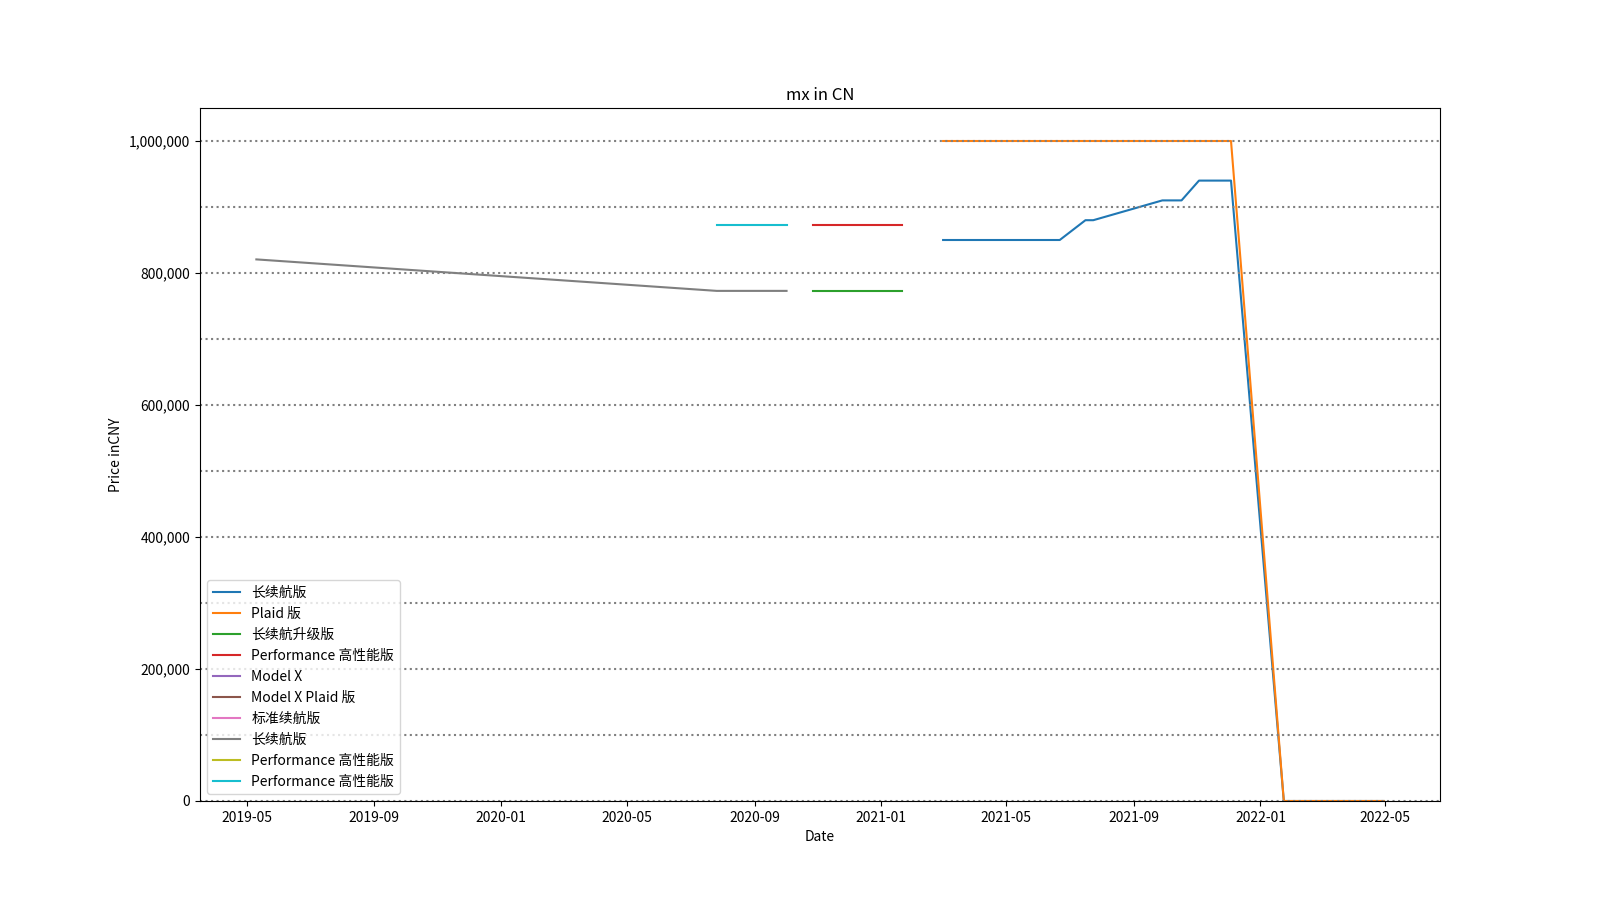 mx in CN
1,000,000
800,000
600,000
400,000
200,000
0
Price inCNY
长续航版
Plaid 版
长续航升级版
Performance 高性能版
Model X
Model X Plaid 版
标准续航版
长续航版
Performance 高性能版
Performance 高性能版
2019-05 2019-09 2020-01 2020-05 2020-09 2021-01 2021-05 2021-09 2022-01 2022-05
Date